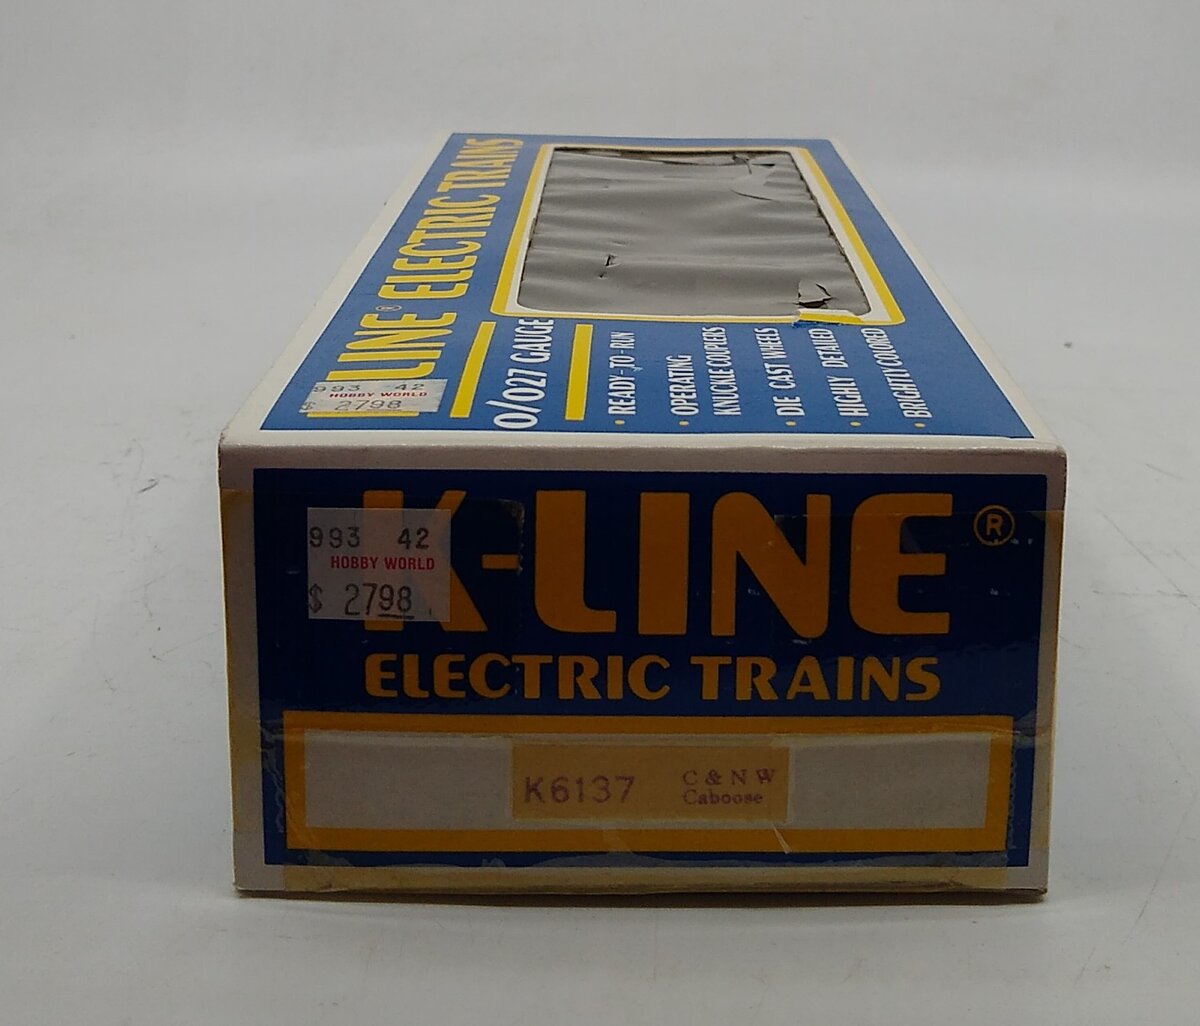 LINE® ELECTRIC TRAINS
993 42
HOBBY WORLD
$ 2798
O/O27 GAUGE
• READY-TO-RUN
• OPERATING
KNUCKLE COUPLERS
• DIE CAST WHEELS
• HIGHLY DETAILED
• BRIGHTLY COLORED
K-LINE®
993 42
HOBBY WORLD
$ 2798
ELECTRIC TRAINS
K6137
C & N W
Caboose